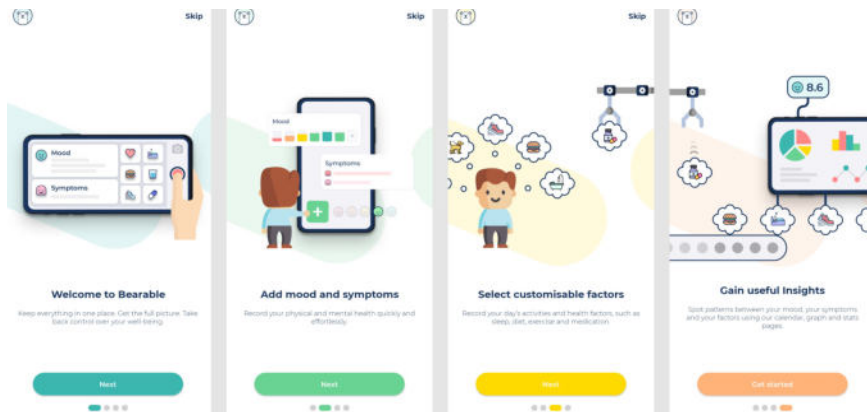 Skip
Mood
Symptoms
Welcome to Bearable
Keep everything in one place. Get the full picture. Take
back control over your well-being.
Next
Skip
Mood
Symptoms
Add mood and symptoms
Record your physical and mental health quickly and
effortlessly.
Next
Skip
Select customisable factors
Record your day's activities and health factors, such as
sleep, diet, exercise and medication.
Next
8.6
Gain useful Insights
Spot patterns between your mood, your symptoms
and your factors using our calendar, graph and stats
pages.
Get started